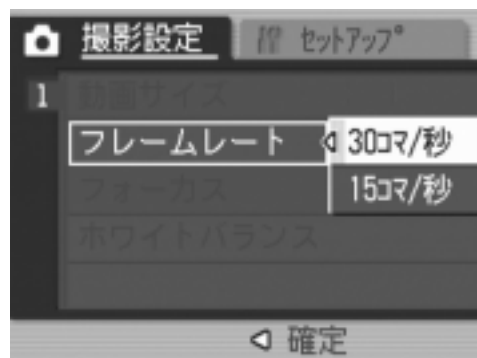 撮影設定 セットアップ
1 動画サイズ
フレームレート 30コマ/秒
フォーカス 15コマ/秒
ホワイトバランス
確定